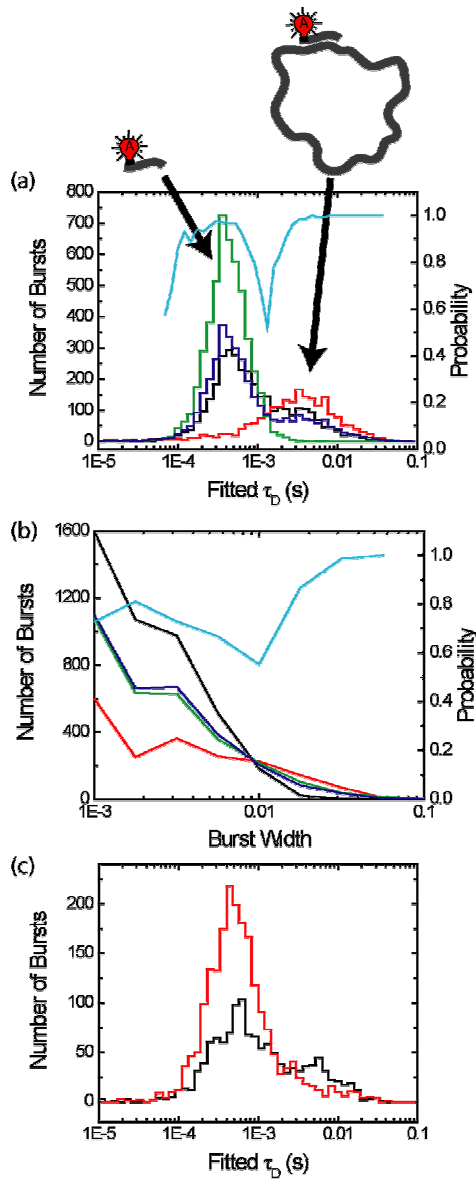 A
A
(a)
800
700
600
500
400
300
200
100
0
Number of Bursts
1.0
0.8
0.6
0.4
0.2
0.0
Probability
1E-5 1E-4 1E-3 0.01 0.1
Fitted τD (s)
(b)
1600
1200
800
400
0
Number of Bursts
1.0
0.8
0.6
0.4
0.2
0.0
Probability
1E-3 0.01 0.1
Burst Width
(c)
200
150
100
50
0
Number of Bursts
1E-5 1E-4 1E-3 0.01 0.1
Fitted τD (s)